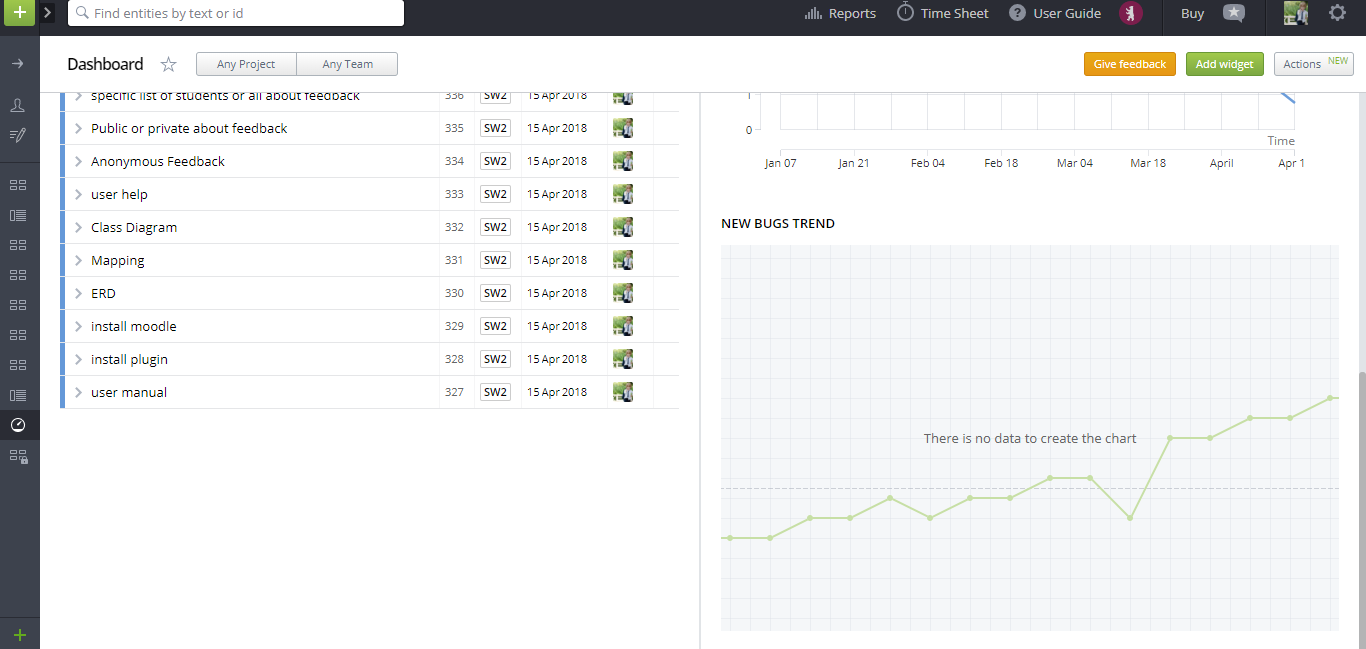 Find entities by text or id
Reports
Time Sheet
User Guide
Buy
Dashboard
Any Project
Any Team
Give feedback
Add widget
Actions NEW
specific list of students or all about feedback 336 SW2 15 Apr 2018
Public or private about feedback 335 SW2 15 Apr 2018
Anonymous Feedback 334 SW2 15 Apr 2018
user help 333 SW2 15 Apr 2018
Class Diagram 332 SW2 15 Apr 2018
Mapping 331 SW2 15 Apr 2018
ERD 330 SW2 15 Apr 2018
install moodle 329 SW2 15 Apr 2018
install plugin 328 SW2 15 Apr 2018
user manual 327 SW2 15 Apr 2018
1
0
Time
Jan 07 Jan 21 Feb 04 Feb 18 Mar 04 Mar 18 April Apr 1
NEW BUGS TREND
There is no data to create the chart